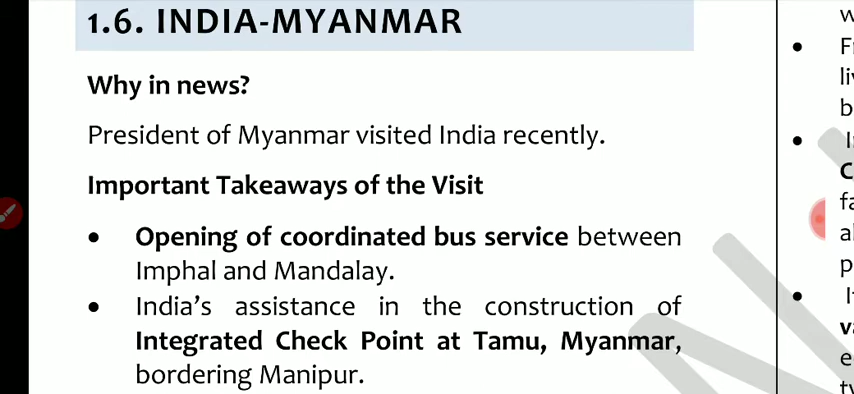 1.6. INDIA-MYANMAR
Why in news?
President of Myanmar visited India recently.
Important Takeaways of the Visit
• Opening of coordinated bus service between
Imphal and Mandalay.
• India's assistance in the construction of
Integrated Check Point at Tamu, Myanmar,
bordering Manipur.